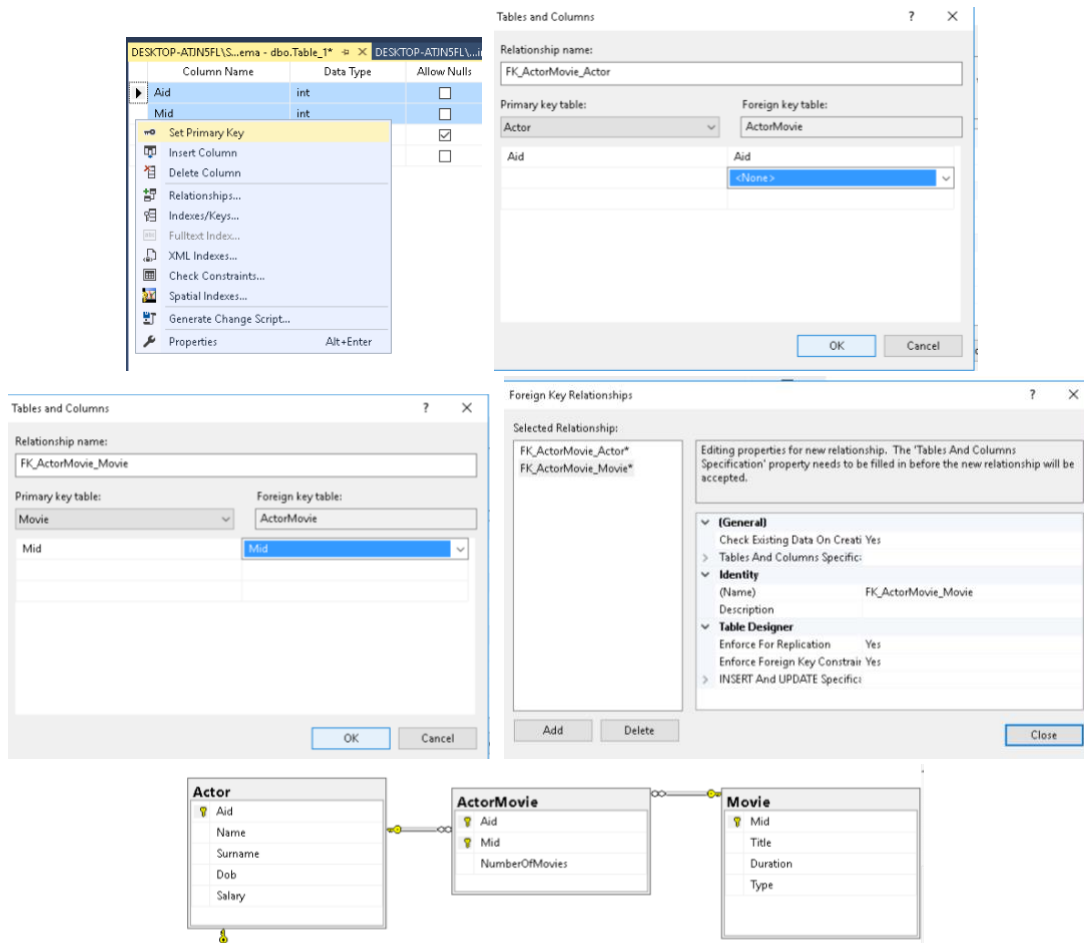 DESKTOP-ATJN5FL\S...ema - dbo.Table_1* DESKTOP-ATJN5FL\...i
Column Name Data Type Allow Nulls
Aid int
Mid int
Set Primary Key
Insert Column
Delete Column
Relationships...
Indexes/Keys...
Fulltext Index...
XML Indexes...
Check Constraints...
Spatial Indexes...
Generate Change Script...
Properties Alt+Enter
Tables and Columns ?
Relationship name:
FK_ActorMovie_Actor
Primary key table: Foreign key table:
Actor ActorMovie
Aid Aid
<None>
OK Cancel
Tables and Columns ?
Relationship name:
FK_ActorMovie_Movie
Primary key table: Foreign key table:
Movie ActorMovie
Mid Mid
OK Cancel
Foreign Key Relationships ?
Selected Relationship:
FK_ActorMovie_Actor*
FK_ActorMovie_Movie*
Editing properties for new relationship. The 'Tables And Columns
Specification' property needs to be filled in before the new relationship will be
accepted.
(General)
Check Existing Data On Creati Yes
Tables And Columns Specific
Identity
(Name) FK_ActorMovie_Movie
Description
Table Designer
Enforce For Replication Yes
Enforce Foreign Key Constrair Yes
INSERT And UPDATE Specific
Add Delete
Close
Actor
Aid
Name
Surname
Dob
Salary
ActorMovie
Aid
Mid
NumberOfMovies
Movie
Mid
Title
Duration
Type